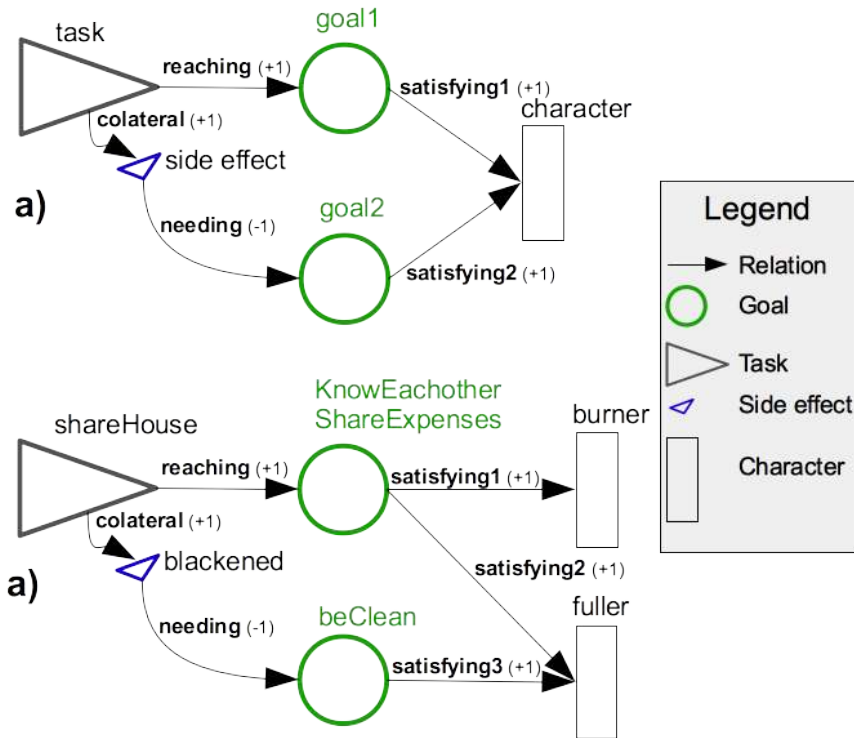 task
goal1
reaching (+1)
satisfying1 (+1)
character
colateral (+1)
side effect
a)
goal2
needing (-1)
satisfying2 (+1)
Legend
Relation
Goal
Task
Side effect
Character
KnowEachother
ShareExpenses
burner
shareHouse
reaching (+1)
satisfying1 (+1)
colateral (+1)
blackened
satisfying2 (+1)
a)
fuller
beClean
needing (-1)
satisfying3 (+1)